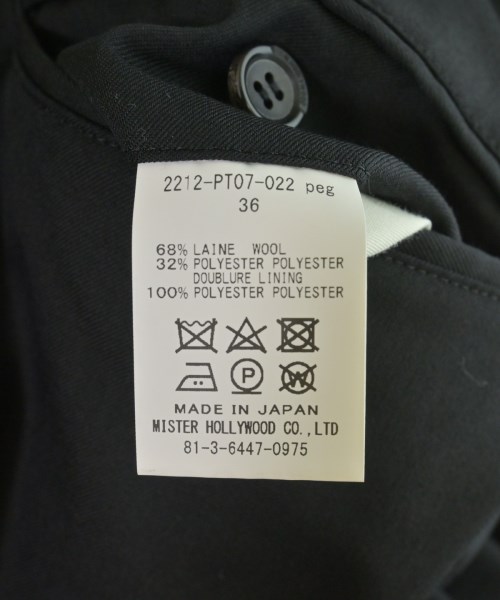 2212-PT07-022 peg
36
68% LAINE WOOL
32% POLYESTER POLYESTER
DOUBLURE LINING
100% POLYESTER POLYESTER
P
W
MADE IN JAPAN
MISTER HOLLYWOOD CO.,LTD
81-3-6447-0975